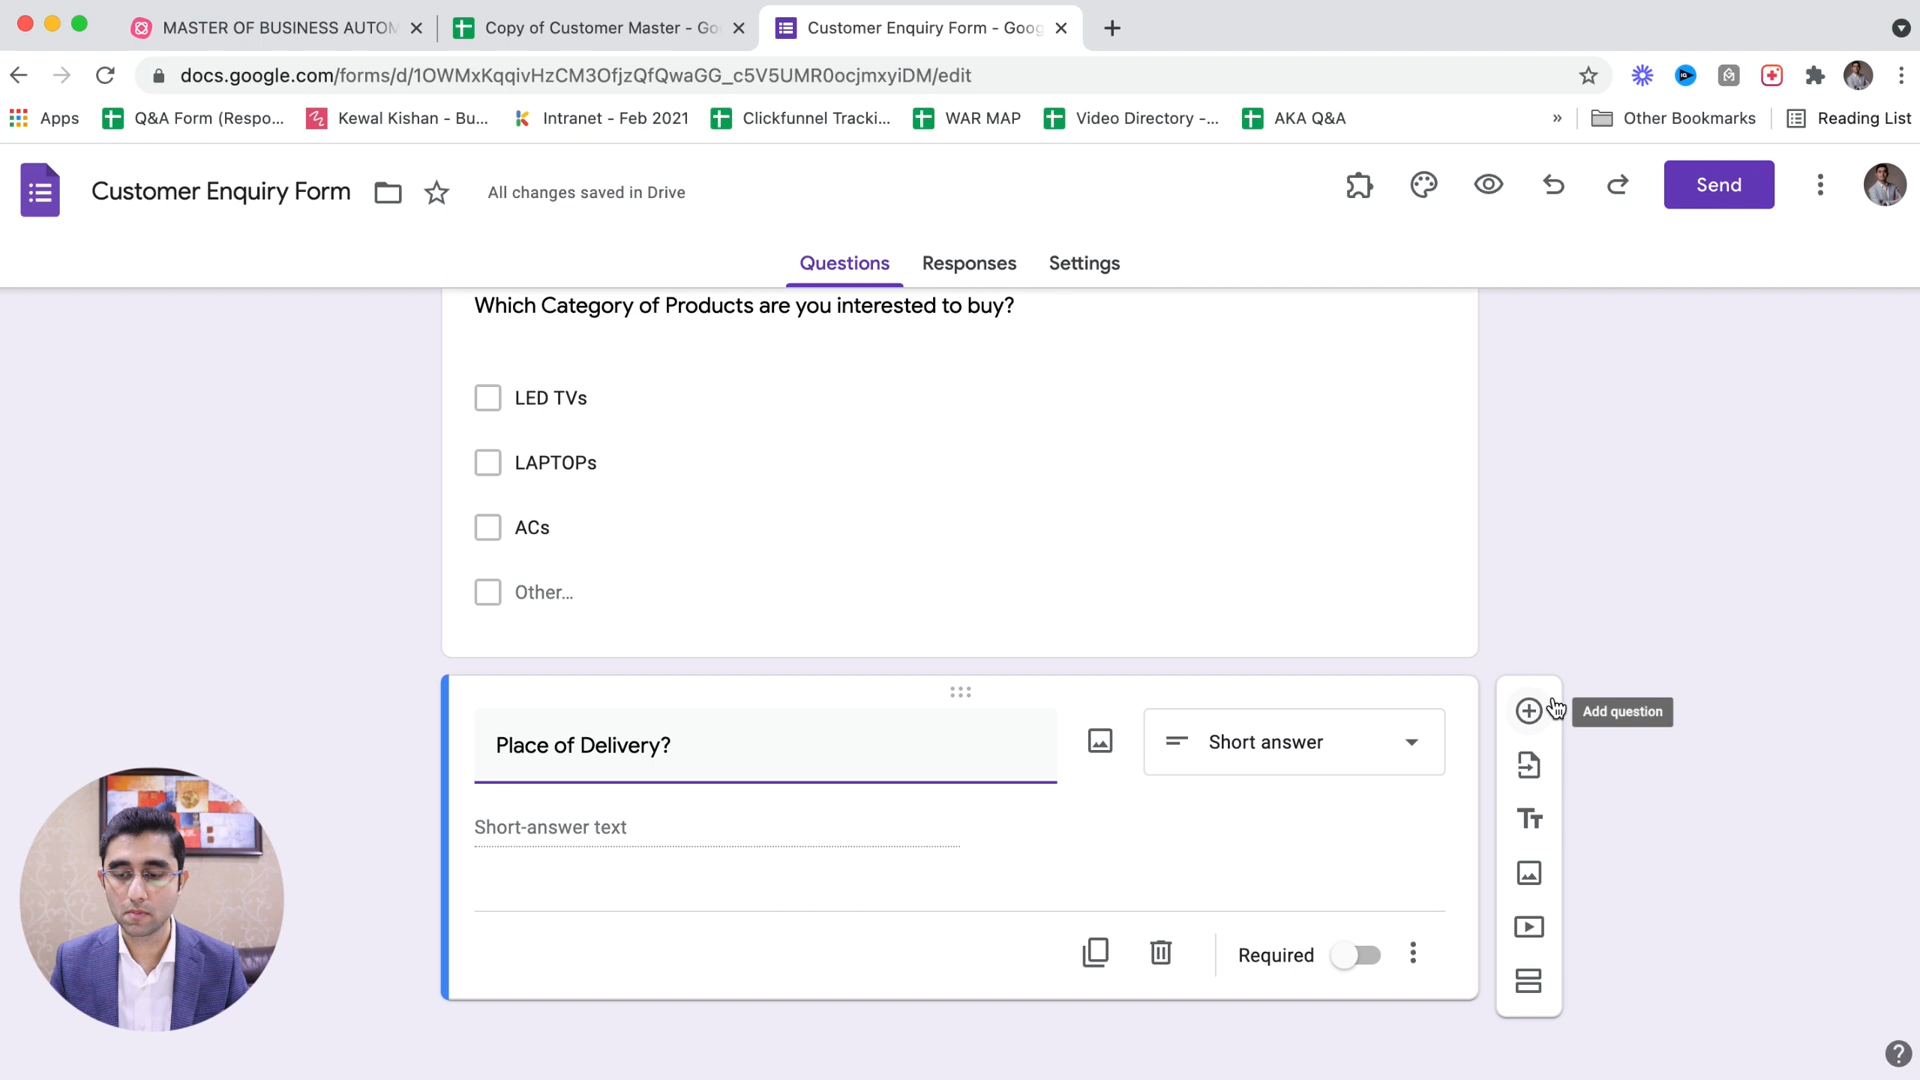 MASTER OF BUSINESS AUTOM
Copy of Customer Master - Go
Customer Enquiry Form - Goog
docs.google.com/forms/d/1OWMxKqqivHzCM3OfjzQfQwaGG_c5V5UMR0ocjmxyiDM/edit
Apps
Q&A Form (Respo...
Kewal Kishan - Bu...
Intranet - Feb 2021
Clickfunnel Tracki...
WAR MAP
Video Directory -...
AKA Q&A
»
Other Bookmarks
Reading List
Customer Enquiry Form
All changes saved in Drive
Send
Questions
Responses
Settings
Which Category of Products are you interested to buy?
LED TVs
LAPTOPs
ACs
Other...
Place of Delivery?
Short answer
Add question
Short-answer text
Required